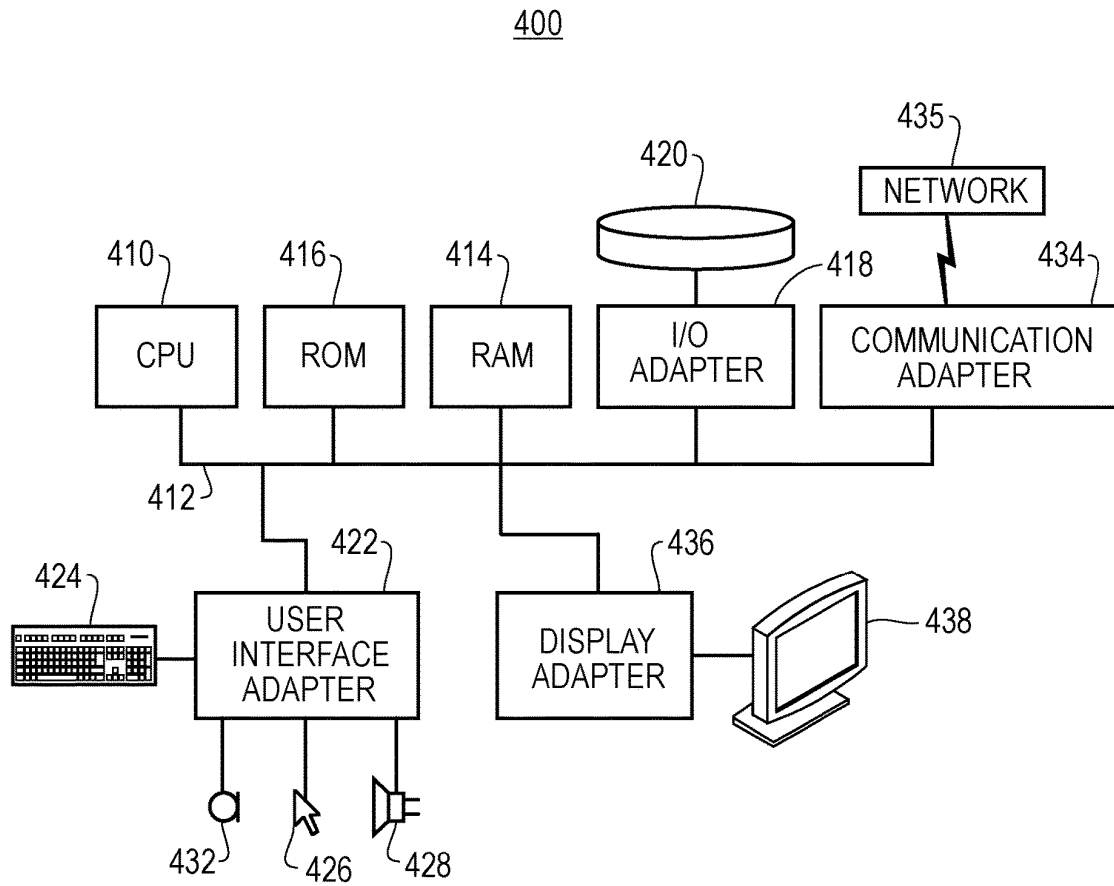 400
435
420
NETWORK
410
416
414
418
434
CPU
ROM
RAM
I/O
ADAPTER
COMMUNICATION
ADAPTER
412
422
436
424
438
USER
INTERFACE
ADAPTER
DISPLAY
ADAPTER
432
426
428